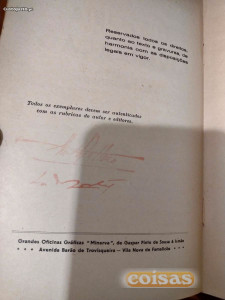 Reservados todos os direitos,
quanto ao texto e gravuras, de
harmonia com as disposições
legais em vigor.
Todos os exemplares devem ser autenticados
com as rubricas do autor e editores.
Grandes Oficinas Gráficas "Minerva", de Gaspar Pinto de Sousa & Irmão
Avenida Barão de Trovisqueira — Vila Nova de Famalicão
coisas